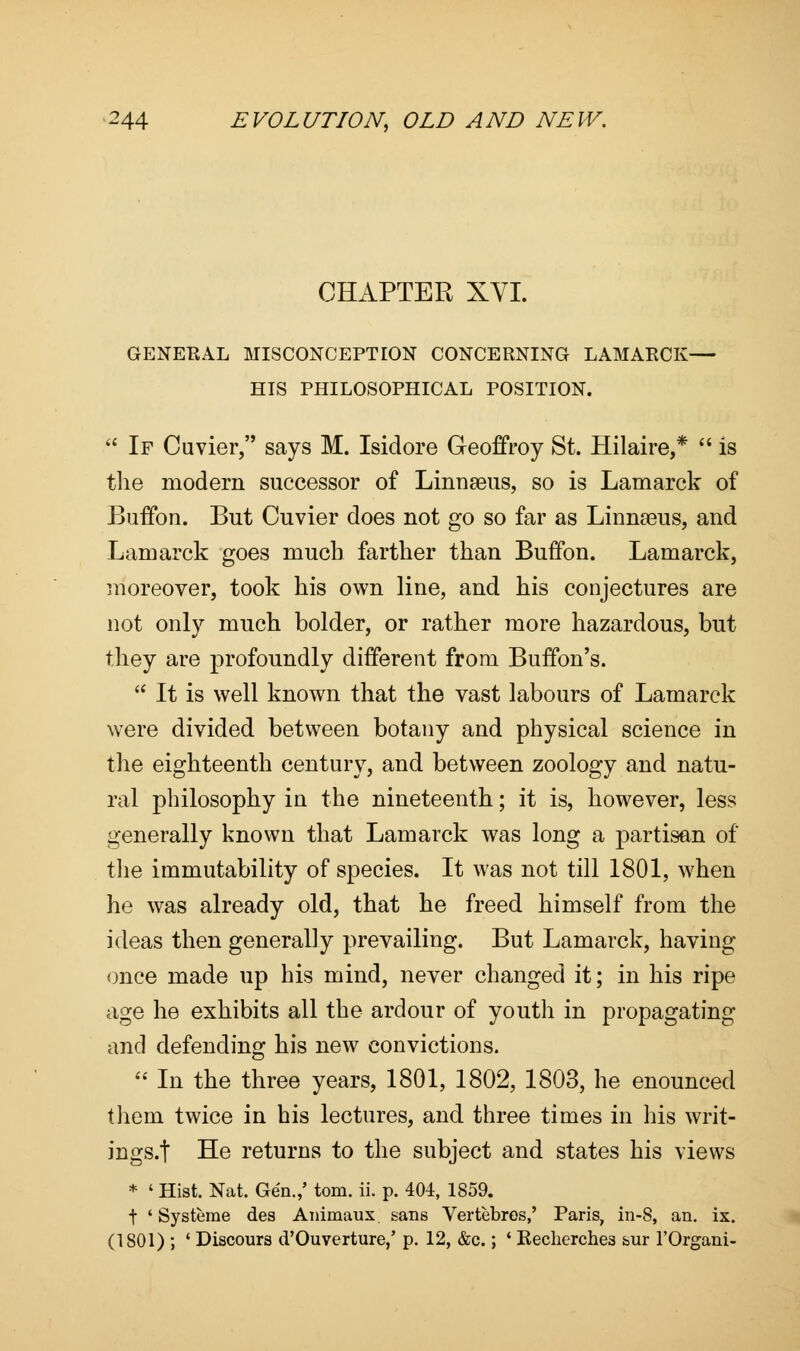 244 EVOLUTION, OLD AND NEW.
CHAPTER XVI.
GENERAL MISCONCEPTION CONCERNING LAMARCK—
HIS PHILOSOPHICAL POSITION.
“ If Cuvier,” says M. Isidore Geoffroy St. Hilaire,* “ is
the modern successor of Linnæus, so is Lamarck of
Buffon. But Cuvier does not go so far as Linnæus, and
Lamarck goes much farther than Buffon. Lamarck,
moreover, took his own line, and his conjectures are
not only much bolder, or rather more hazardous, but
they are profoundly different from Buffon’s.
“ It is well known that the vast labours of Lamarck
were divided between botany and physical science in
the eighteenth century, and between zoology and natu-
ral philosophy in the nineteenth; it is, however, less
generally known that Lamarck was long a partisan of
the immutability of species. It was not till 1801, when
he was already old, that he freed himself from the
ideas then generally prevailing. But Lamarck, having
once made up his mind, never changed it; in his ripe
age he exhibits all the ardour of youth in propagating
and defending his new convictions.
“ In the three years, 1801, 1802, 1803, he enounced
them twice in his lectures, and three times in his writ-
ings.† He returns to the subject and states his views
* ‘ Hist. Nat. Gén.,’ tom. ii. p. 404, 1859.
† ‘ Système des Animaux sans Vertèbres,’ Paris, in-8, an. ix.
(1801) ; ‘ Discours d’Ouverture,’ p. 12, &c. ; ‘ Recherches sur l’Organi-